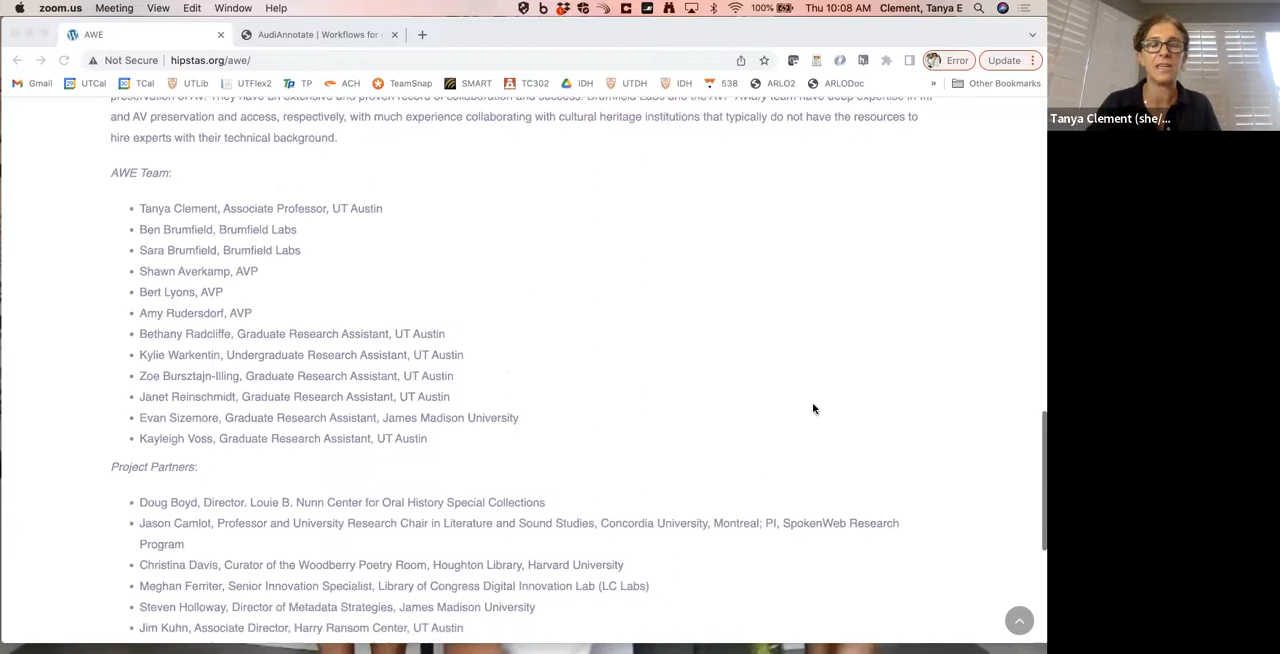 zoom.us Meeting View Edit Window Help 100% Thu 10:08 AM Clement, Tanya E
AWE AudiAnnotate | Workflows for
Not Secure hipstas.org/awe/ Error Update
Gmail UTCal TCal UTLib UTFlex2 TP ACH TeamSnap SMART TC302 IDH UTDH IDH 538 ARLO2 ARLODoc » Other Bookmarks
Tanya Clement (she/...
and AV preservation and access, respectively, with much experience collaborating with cultural heritage institutions that typically do not have the resources to
hire experts with their technical background.
AWE Team:
Tanya Clement, Associate Professor, UT Austin
Ben Brumfield, Brumfield Labs
Sara Brumfield, Brumfield Labs
Shawn Averkamp, AVP
Bert Lyons, AVP
Amy Rudersdorf, AVP
Bethany Radcliffe, Graduate Research Assistant, UT Austin
Kylie Warkentin, Undergraduate Research Assistant, UT Austin
Zoe Bursztajn-Illing, Graduate Research Assistant, UT Austin
Janet Reinschmidt, Graduate Research Assistant, UT Austin
Evan Sizemore, Graduate Research Assistant, James Madison University
Kayleigh Voss, Graduate Research Assistant, UT Austin
Project Partners:
Doug Boyd, Director. Louie B. Nunn Center for Oral History Special Collections
Jason Camlot, Professor and University Research Chair in Literature and Sound Studies, Concordia University, Montreal; PI, SpokenWeb Research
Program
Christina Davis, Curator of the Woodberry Poetry Room, Houghton Library, Harvard University
Meghan Ferriter, Senior Innovation Specialist, Library of Congress Digital Innovation Lab (LC Labs)
Steven Holloway, Director of Metadata Strategies, James Madison University
Jim Kuhn, Associate Director, Harry Ransom Center, UT Austin